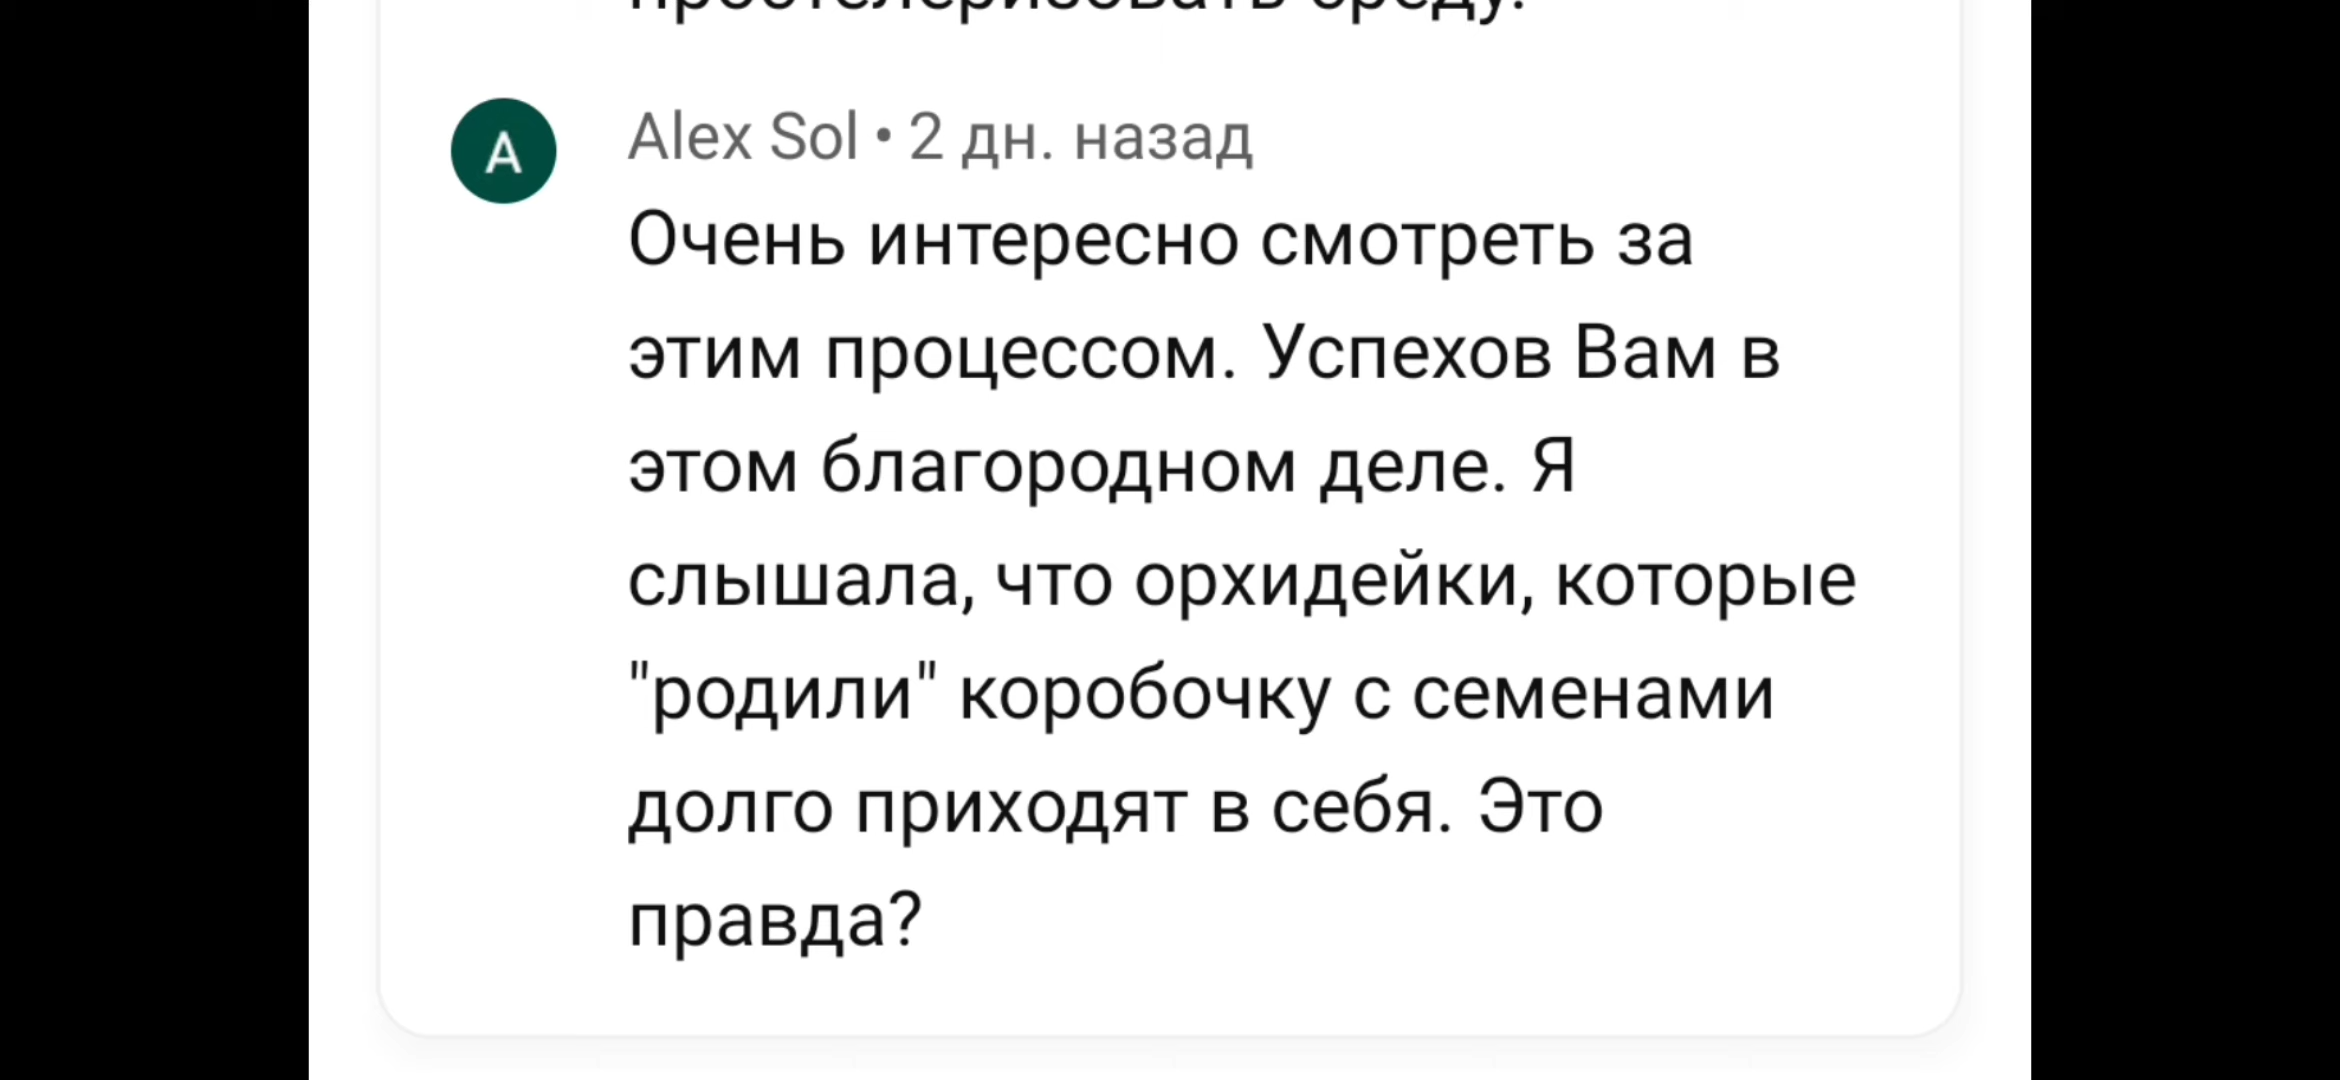 среду.
A
Alex Sol • 2 дн. назад
Очень интересно смотреть за
этим процессом. Успехов Вам в
этом благородном деле. Я
слышала, что орхидейки, которые
"родили" коробочку с семенами
долго приходят в себя. Это
правда?